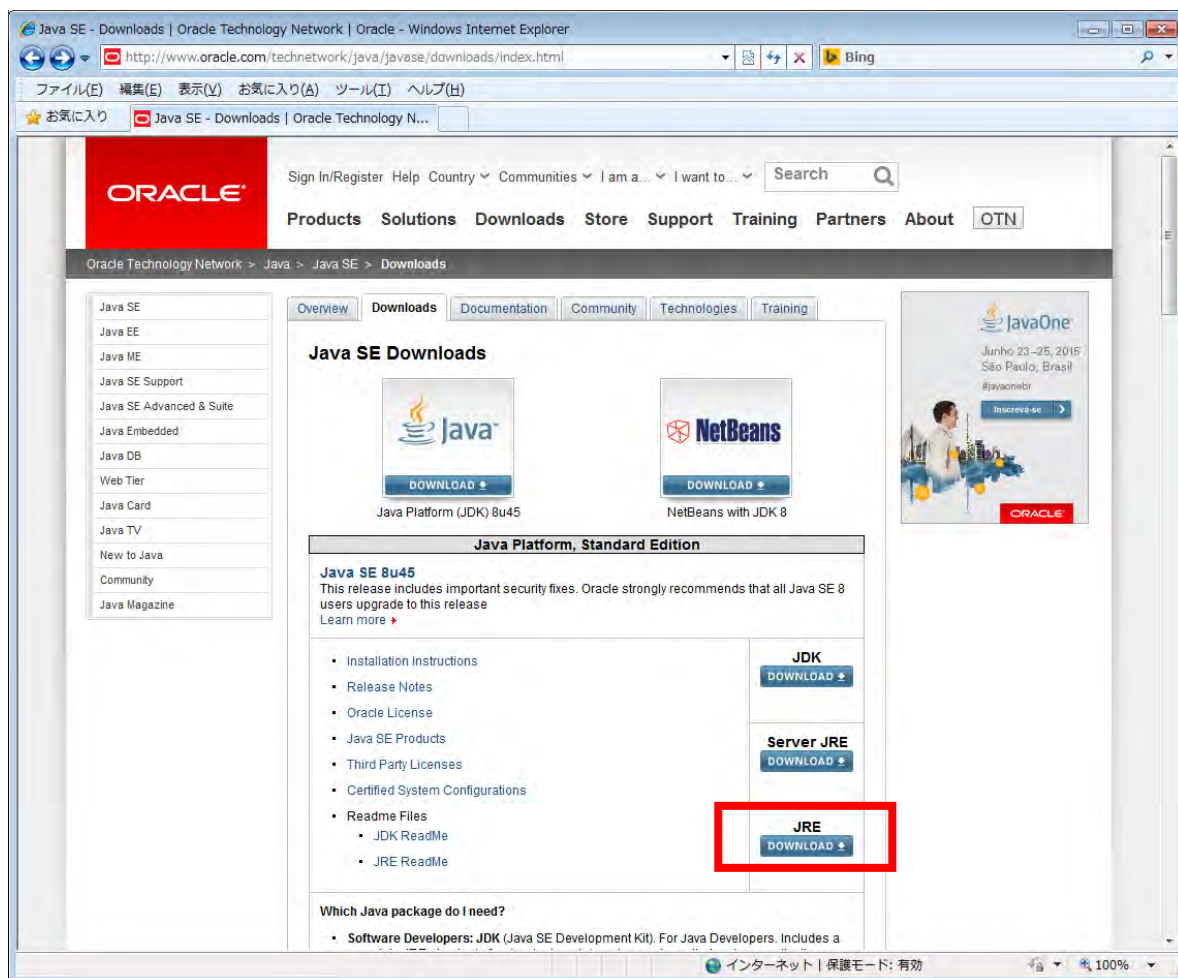 Java SE - Downloads | Oracle Technology Network | Oracle - Windows Internet Explorer
http://www.oracle.com/technetwork/java/javase/downloads/index.html
Bing
ファイル(F) 編集(E) 表示(V) お気に入り(A) ツール(T) ヘルプ(H)
お気に入り
Java SE - Downloads | Oracle Technology N...
ORACLE
Sign In/Register Help Country Communities I am a... I want to... Search
Products Solutions Downloads Store Support Training Partners About OTN
Oracle Technology Network > Java > Java SE > Downloads
Java SE
Java EE
Java ME
Java SE Support
Java SE Advanced & Suite
Java Embedded
Java DB
Web Tier
Java Card
Java TV
New to Java
Community
Java Magazine
Overview Downloads Documentation Community Technologies Training
Java SE Downloads
Java
DOWNLOAD
Java Platform (JDK) 8u45
NetBeans
DOWNLOAD
NetBeans with JDK 8
Java Platform, Standard Edition
Java SE 8u45
This release includes important security fixes. Oracle strongly recommends that all Java SE 8
users upgrade to this release
Learn more
Installation Instructions
Release Notes
Oracle License
Java SE Products
Third Party Licenses
Certified System Configurations
Readme Files
JDK ReadMe
JRE ReadMe
JDK
DOWNLOAD
Server JRE
DOWNLOAD
JRE
DOWNLOAD
Which Java package do I need?
Software Developers: JDK (Java SE Development Kit). For Java Developers. Includes a
JavaOne
Junho 23–25, 2015
São Paulo, Brasil
#javaonebr
Inscreva-se
ORACLE
インターネット | 保護モード: 有効
100%